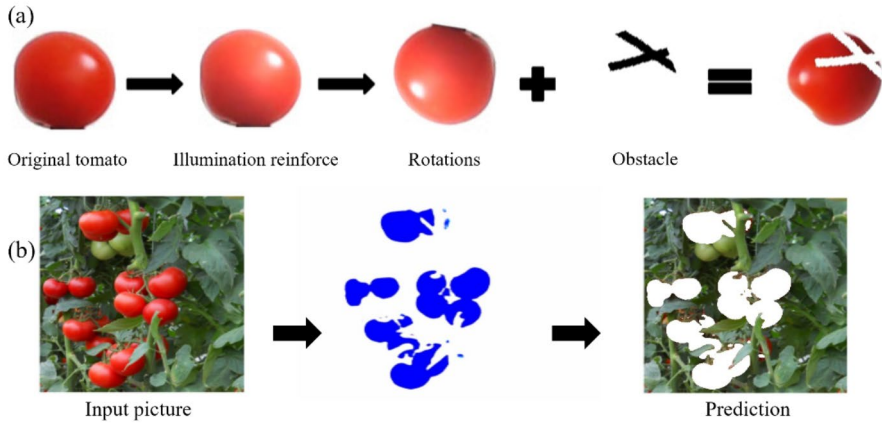 (a)
Original tomato
Illumination reinforce
Rotations
Obstacle
(b)
Input picture
Prediction